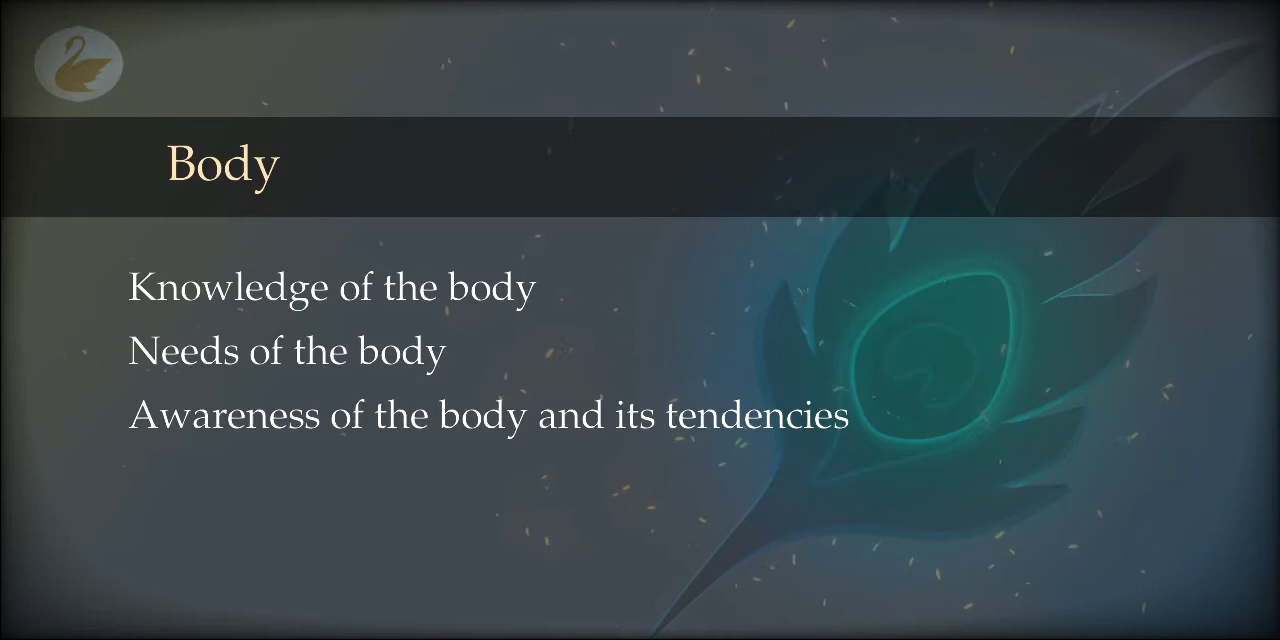 Body
Knowledge of the body
Needs of the body
Awareness of the body and its tendencies